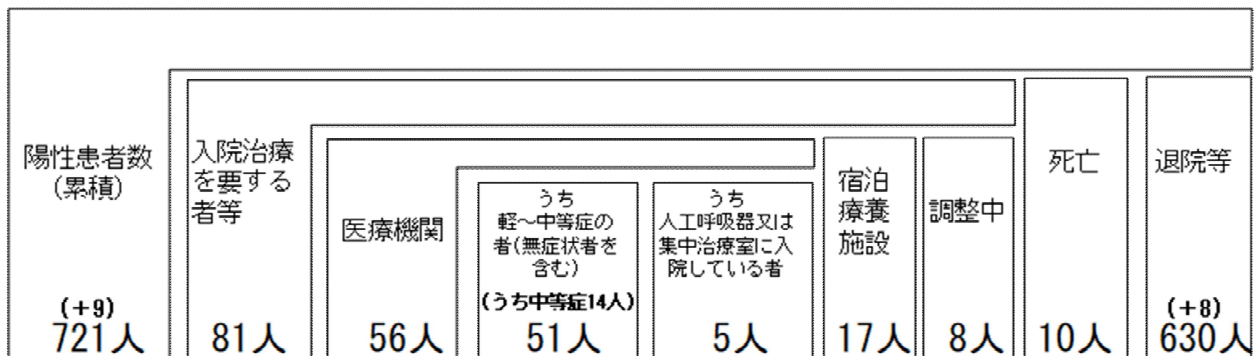 陽性患者数
(累積)
(+9)
721人
入院治療
を要する
者等
81人
医療機関
56人
うち
軽～中等症の
者(無症状者を
含む)
(うち中等症14人)
51人
うち
人工呼吸器又は
集中治療室に入
院している者
5人
宿泊
療養
施設
17人
調整中
8人
死亡
10人
退院等
(+8)
630人